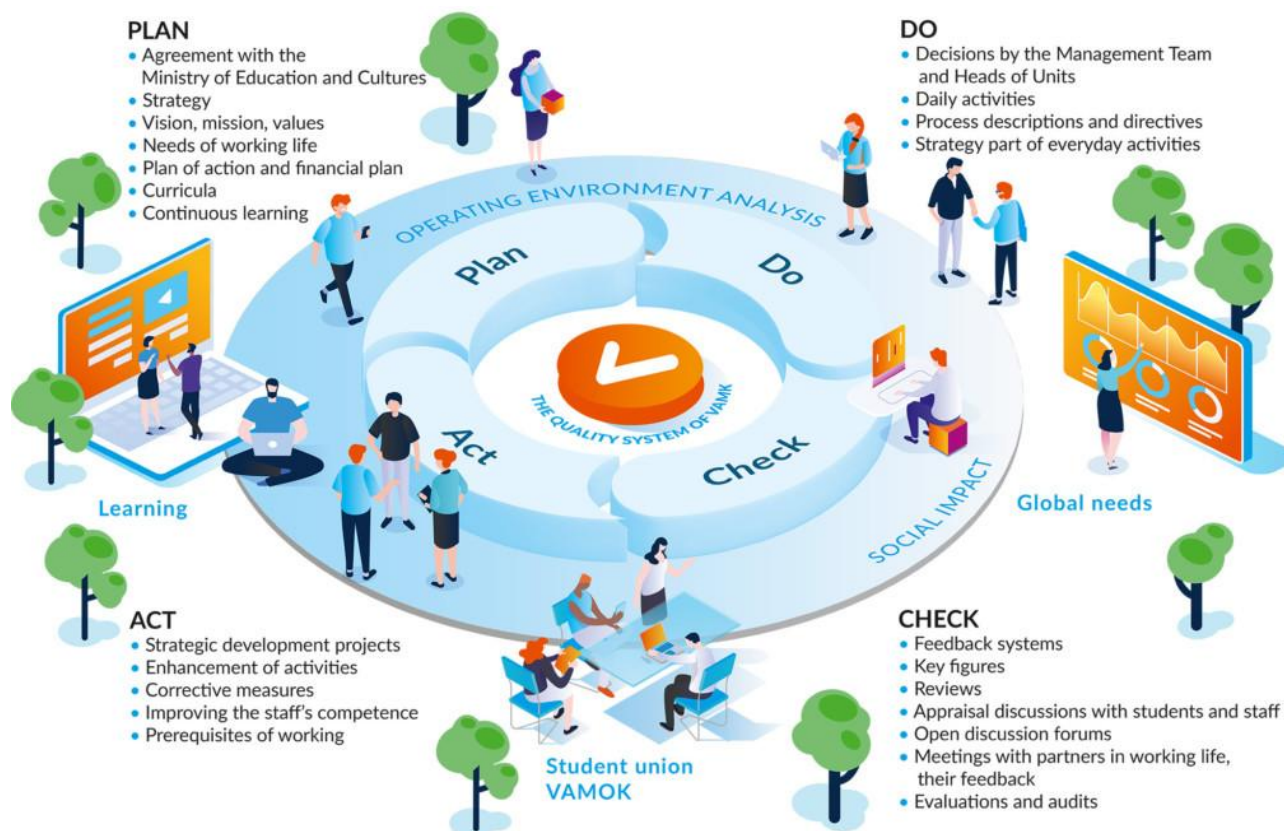 PLAN
• Agreement with the
Ministry of Education and Cultures
• Strategy
• Vision, mission, values
• Needs of working life
• Plan of action and financial plan
• Curricula
• Continuous learning
DO
• Decisions by the Management Team
and Heads of Units
• Daily activities
• Process descriptions and directives
• Strategy part of everyday activities
OPERATING ENVIRONMENT ANALYSIS
Plan
Do
THE QUALITY SYSTEM OF VAMK
Act
Check
SOCIAL IMPACT
Learning
Global needs
ACT
• Strategic development projects
• Enhancement of activities
• Corrective measures
• Improving the staff's competence
• Prerequisites of working
Student union
VAMOK
CHECK
• Feedback systems
• Key figures
• Reviews
• Appraisal discussions with students and staff
• Open discussion forums
• Meetings with partners in working life,
their feedback
• Evaluations and audits